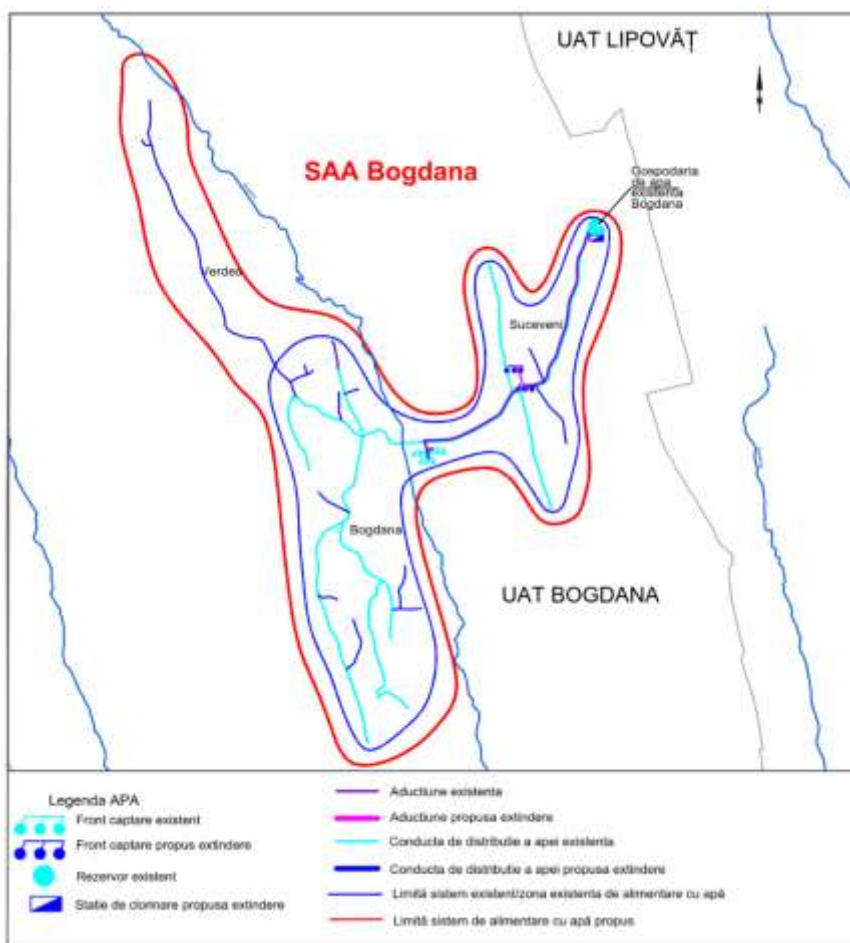 UAT LIPOVĂȚ
SAA Bogdana
Gospodaria
de apa
existenta
Bogdana
Verdes
Suceveni
Bogdana
UAT BOGDANA
Legenda APA
Front captare existent
Front captare propus extindere
Rezervor existent
Statie de clorinare propusa extindere
Aductiune existenta
Aductiune propusa extindere
Conducta de distributie a apei existenta
Conducta de distributie a apei propusa extindere
Limită sistem existent/zona existenta de alimentare cu apă
Limită sistem de alimentare cu apă propus